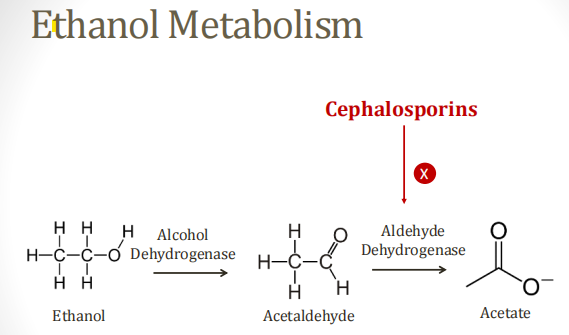 Ethanol Metabolism
Cephalosporins
X
H H H
H-C-C-O
H H
Alcohol
Dehydrogenase
H O
H-C-C
H H
Aldehyde
Dehydrogenase
O
O−
Ethanol
Acetaldehyde
Acetate